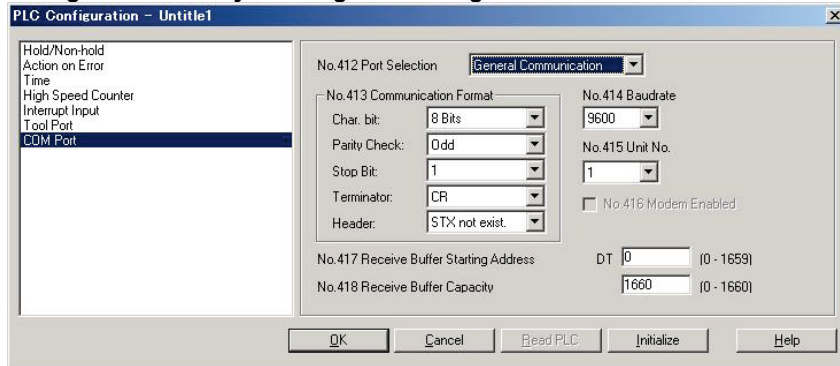 PLC Configuration - Untitle1
Hold/Non-hold
Action on Error
Time
High Speed Counter
Interrupt Input
Tool Port
COM Port
No.412 Port Selection General Communication
No.413 Communication Format
Char. bit: 8 Bits
Parity Check: Odd
Stop Bit: 1
Terminator: CR
Header: STX not exist.
No.414 Baudrate
9600
No.415 Unit No.
1
No.416 Modem Enabled
No.417 Receive Buffer Starting Address DT 0 (0 - 1659)
No.418 Receive Buffer Capacity 1660 (0 - 1660)
OK Cancel Read PLC Initialize Help